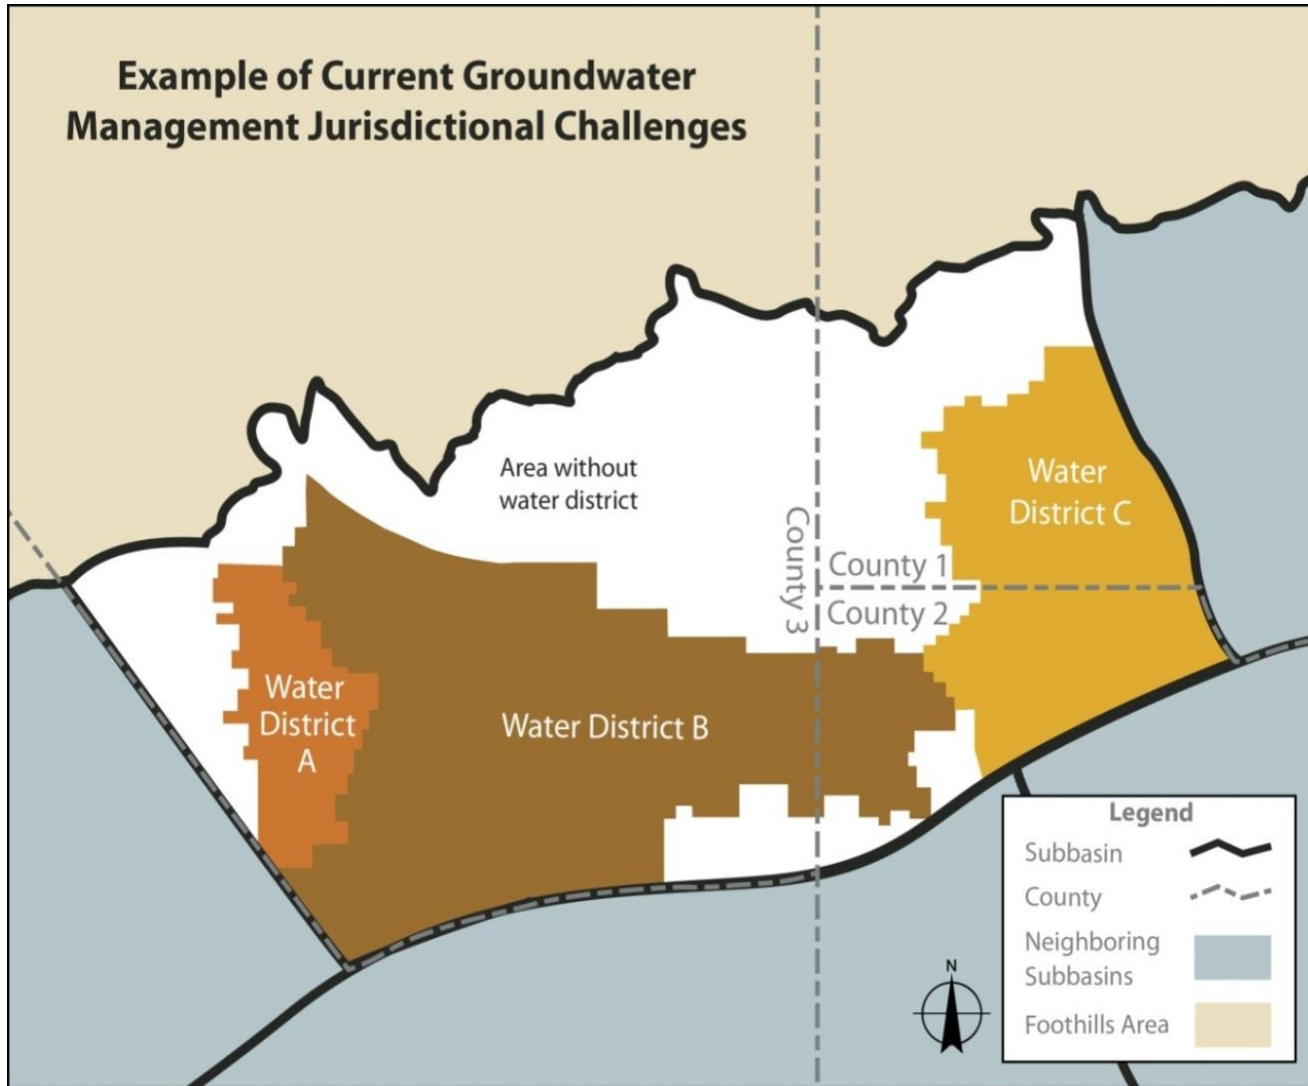 Example of Current Groundwater
Management Jurisdictional Challenges
Area without
water district
Water
District C
County 3
County 1
County 2
Water
District
A
Water District B
Legend
Subbasin
County
Neighboring
Subbasins
Foothills Area
N